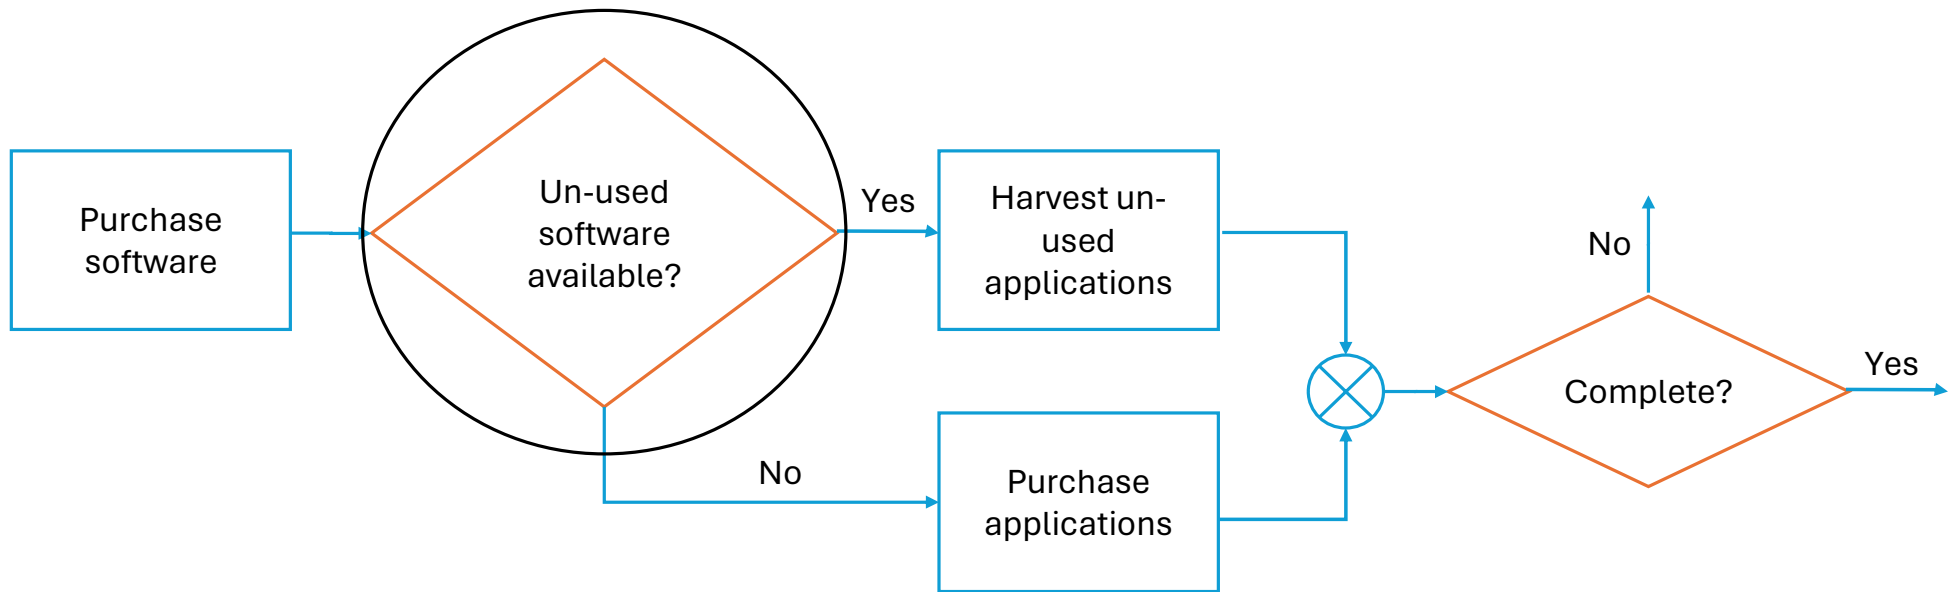 Purchase
software
Un-used
software
available?
Yes
Harvest un-
used
applications
No
Purchase
applications
Complete?
No
Yes